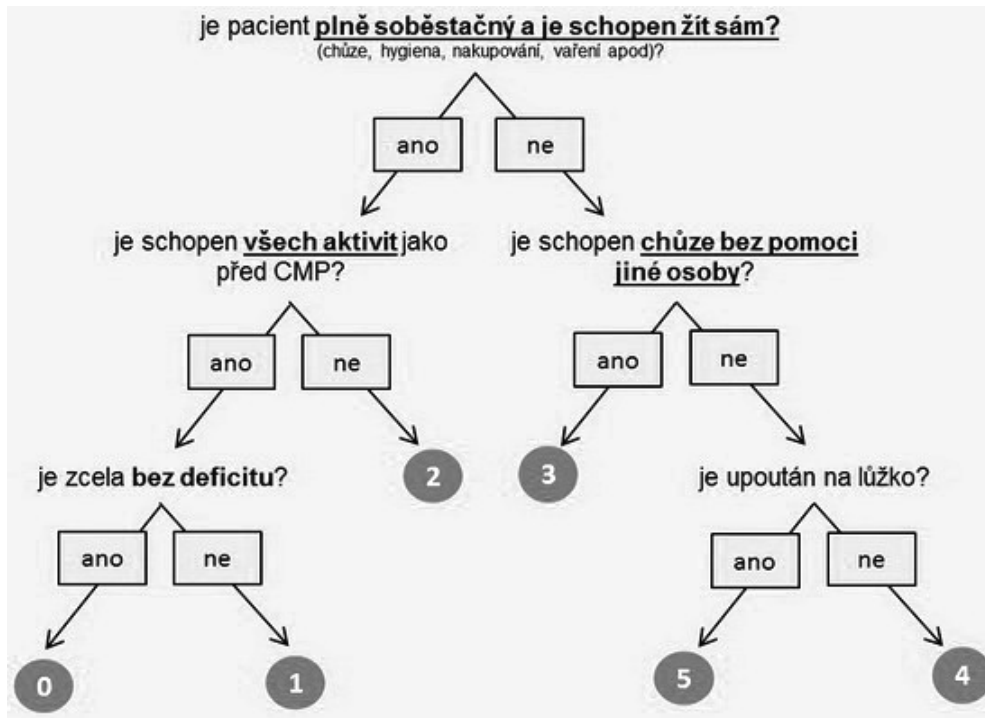 je pacient plně soběstačný a je schopen žít sám?
(chůze, hygiena, nakupování, vaření apod)?
ano
ne
je schopen všech aktivit jako
před CMP?
je schopen chůze bez pomoci
jiné osoby?
ano
ne
ano
ne
2
3
je zcela bez deficitu?
je upoután na lůžko?
ano
ne
ano
ne
0
1
5
4